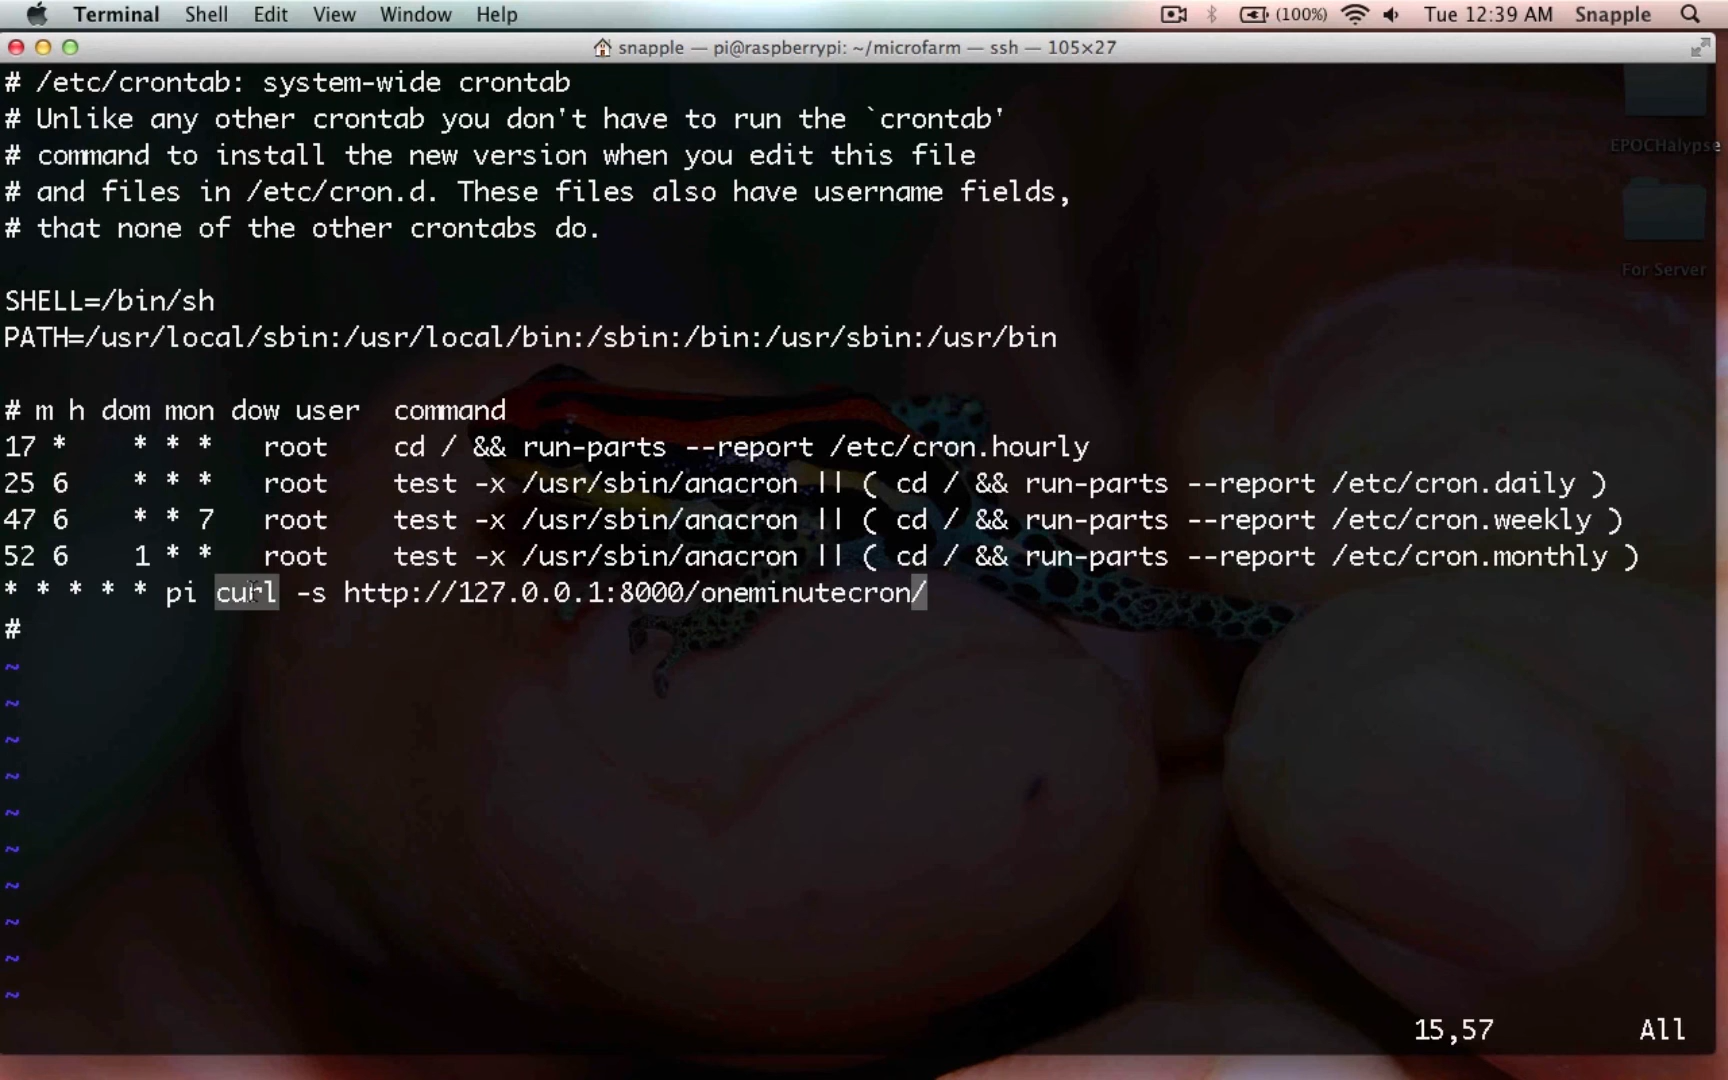 Terminal Shell Edit View Window Help (100%) Tue 12:39 AM Snapple
snapple — pi@raspberrypi: ~/microfarm — ssh — 105×27
# /etc/crontab: system-wide crontab
# Unlike any other crontab you don't have to run the `crontab'
# command to install the new version when you edit this file
# and files in /etc/cron.d. These files also have username fields,
# that none of the other crontabs do.
SHELL=/bin/sh
PATH=/usr/local/sbin:/usr/local/bin:/sbin:/bin:/usr/sbin:/usr/bin
# m h dom mon dow user  command
17 *    * * *   root    cd / && run-parts --report /etc/cron.hourly
25 6    * * *   root    test -x /usr/sbin/anacron || ( cd / && run-parts --report /etc/cron.daily )
47 6    * * 7   root    test -x /usr/sbin/anacron || ( cd / && run-parts --report /etc/cron.weekly )
52 6    1 * *   root    test -x /usr/sbin/anacron || ( cd / && run-parts --report /etc/cron.monthly )
* * * * * pi curl -s http://127.0.0.1:8000/oneminutecron/
#
~
~
~
~
~
~
~
~
~
~
15,57 All
EPOCHalypse
For Server